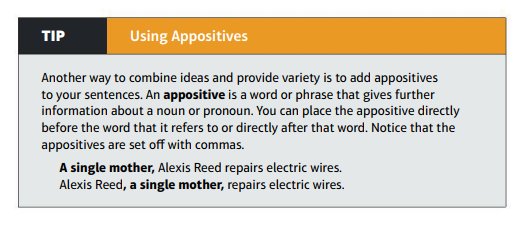 TIP Using Appositives
Another way to combine ideas and provide variety is to add appositives
to your sentences. An appositive is a word or phrase that gives further
information about a noun or pronoun. You can place the appositive directly
before the word that it refers to or directly after that word. Notice that the
appositives are set off with commas.
A single mother, Alexis Reed repairs electric wires.
Alexis Reed, a single mother, repairs electric wires.